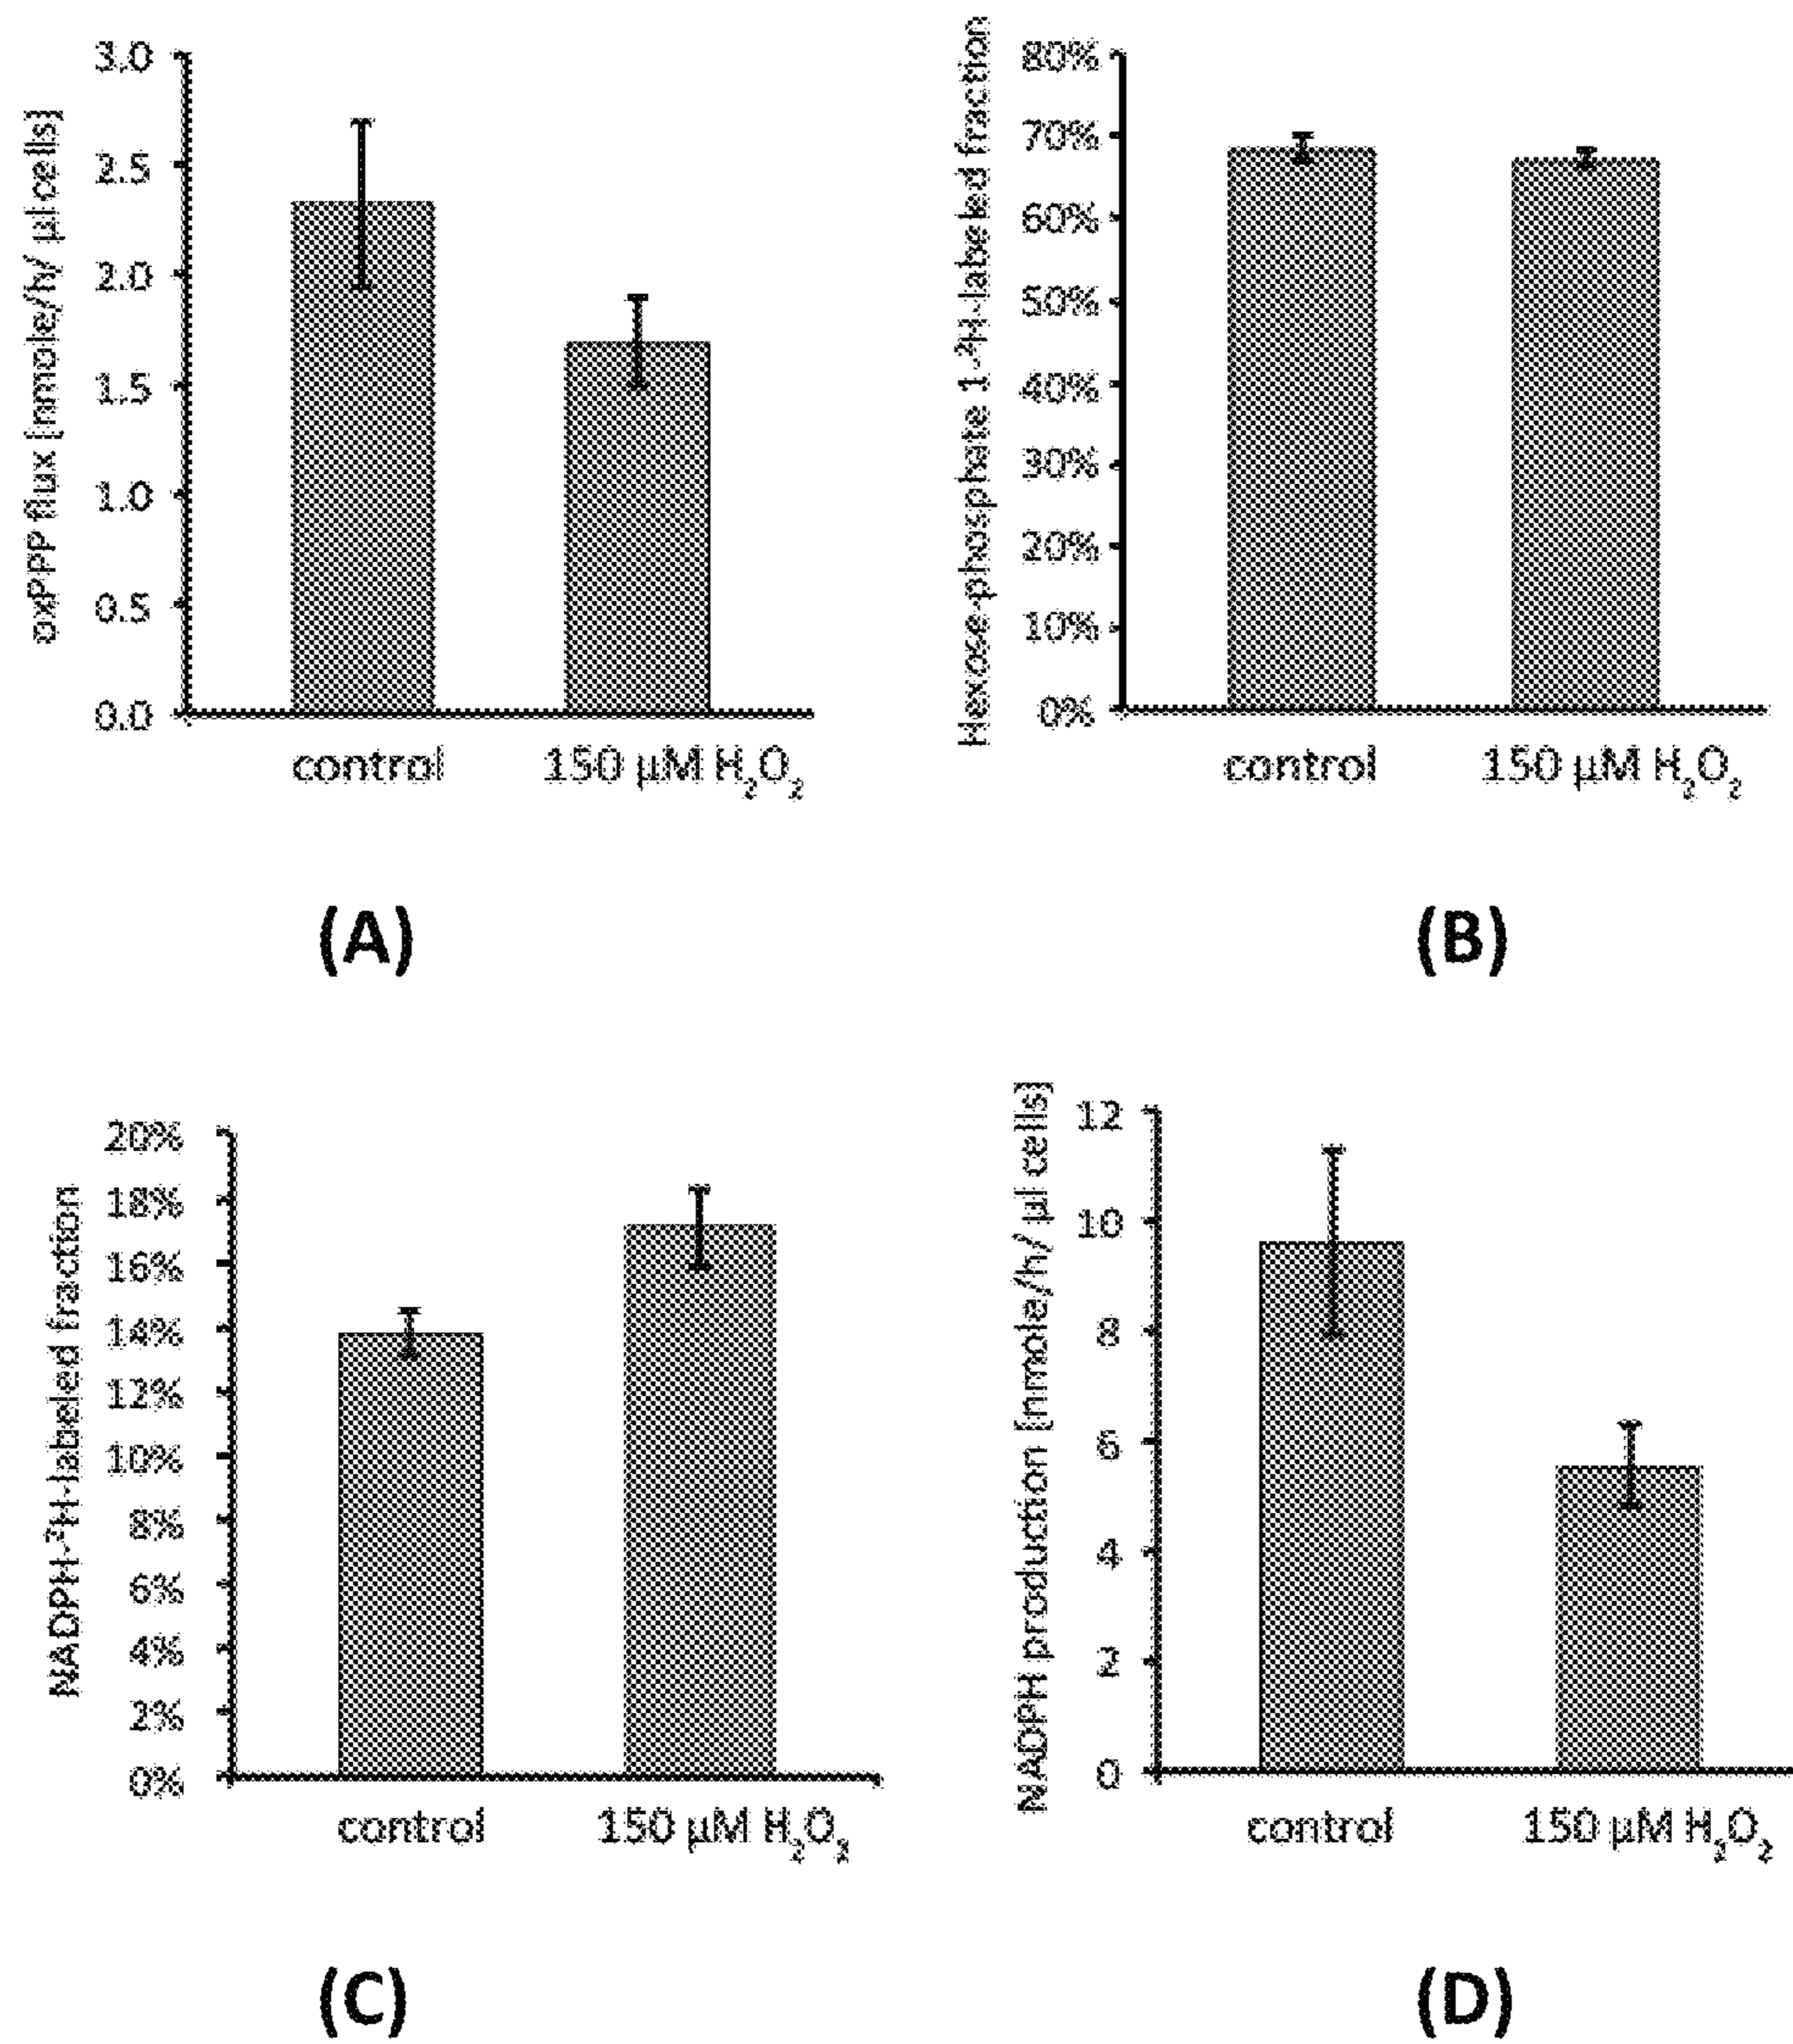 oxPPP flux [nmole/h/ µl cells]
3.0
2.5
2.0
1.5
1.0
0.5
0.0
control 150 µM H₂O₂
(A)
Hexose-phosphate 1-²H-labeled fraction
80%
70%
60%
50%
40%
30%
20%
10%
0%
control 150 µM H₂O₂
(B)
NADPH-²H-labeled fraction
20%
18%
16%
14%
12%
10%
8%
6%
4%
2%
0%
control 150 µM H₂O₂
(C)
NADPH production [nmole/h/ µl cells]
12
10
8
6
4
2
0
control 150 µM H₂O₂
(D)